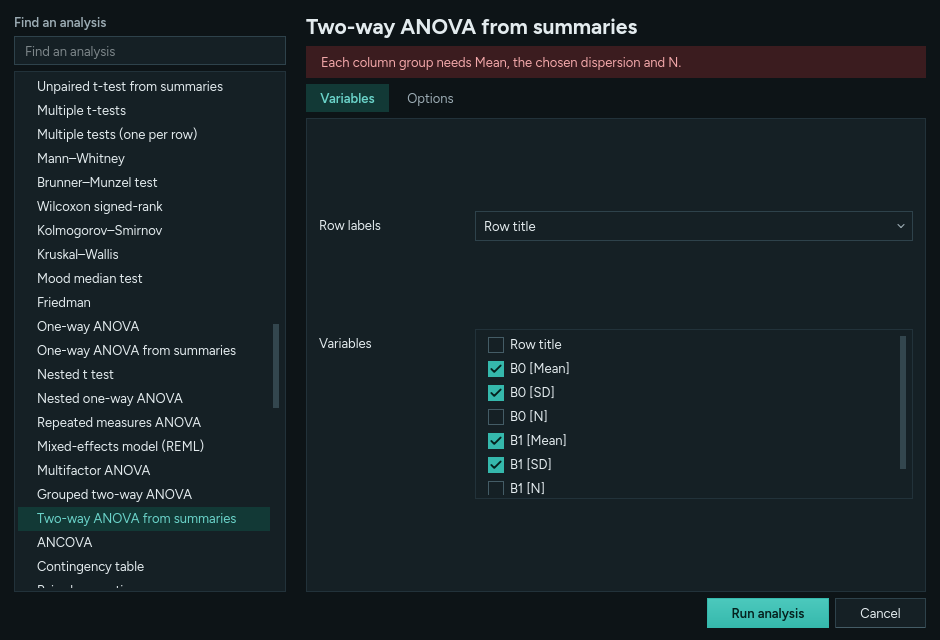 Find an analysis
Find an analysis
Unpaired t-test from summaries
Multiple t-tests
Multiple tests (one per row)
Mann–Whitney
Brunner–Munzel test
Wilcoxon signed-rank
Kolmogorov–Smirnov
Kruskal–Wallis
Mood median test
Friedman
One-way ANOVA
One-way ANOVA from summaries
Nested t test
Nested one-way ANOVA
Repeated measures ANOVA
Mixed-effects model (REML)
Multifactor ANOVA
Grouped two-way ANOVA
Two-way ANOVA from summaries
ANCOVA
Contingency table
Two-way ANOVA from summaries
Each column group needs Mean, the chosen dispersion and N.
Variables Options
Row labels Row title
Variables
Row title
B0 [Mean]
B0 [SD]
B0 [N]
B1 [Mean]
B1 [SD]
B1 [N]
Run analysis Cancel